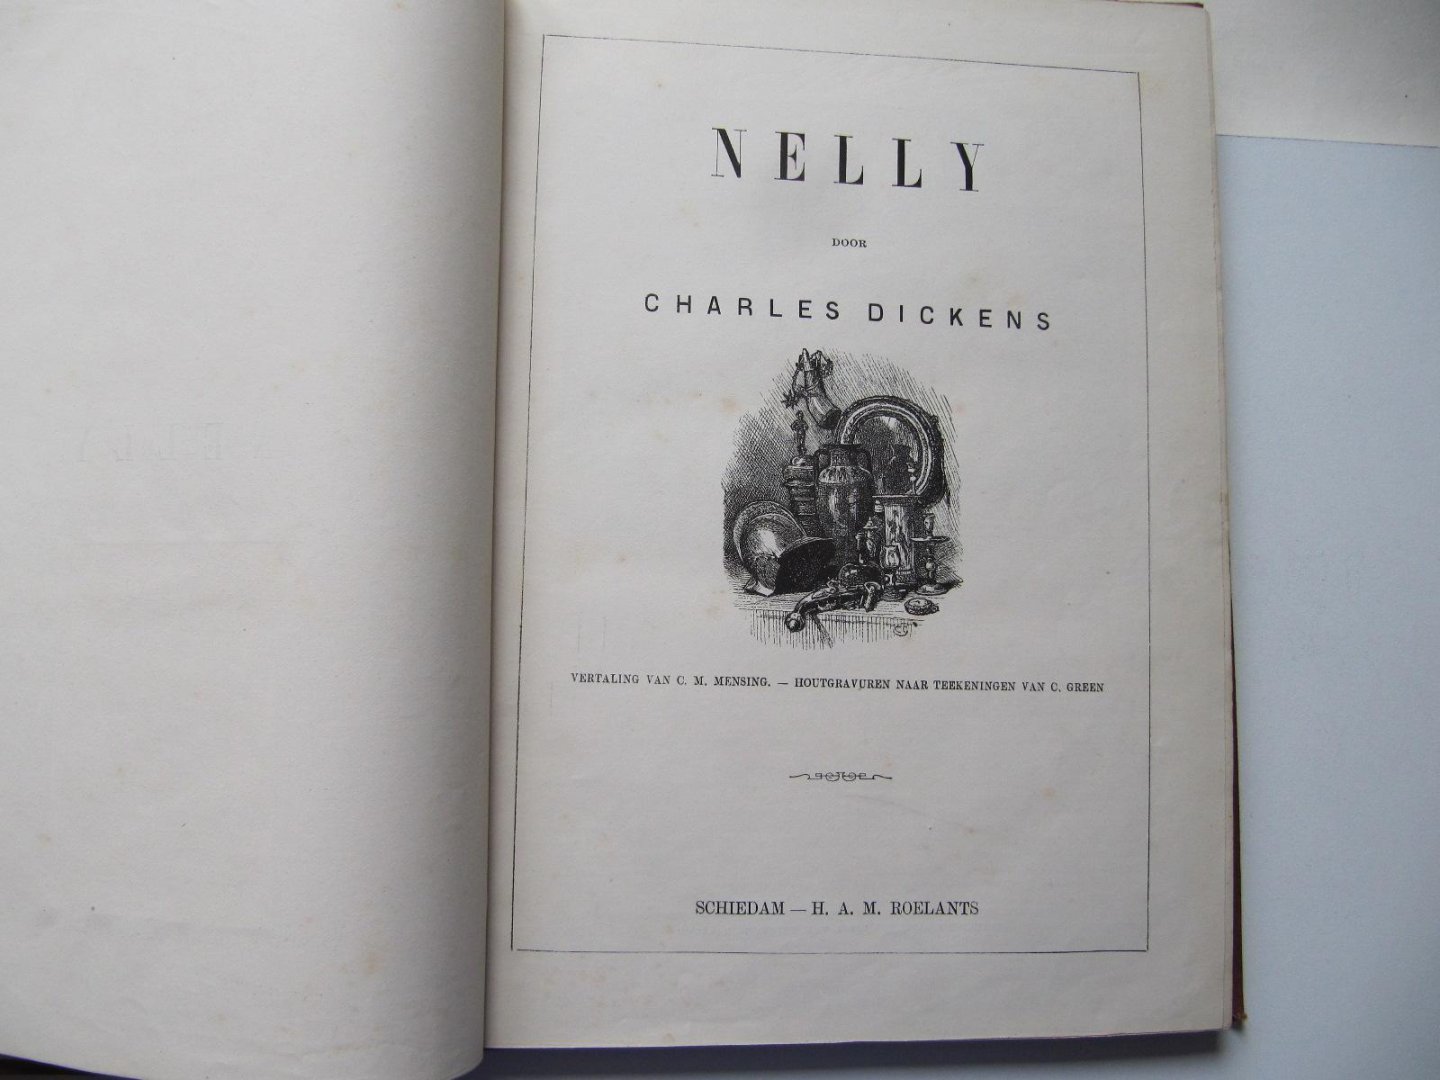 NELLY
DOOR
CHARLES DICKENS
VERTALING VAN C. M. MENSING. — HOUTGRAVUREN NAAR TEEKENINGEN VAN C. GREEN
SCHIEDAM — H. A. M. ROELANTS